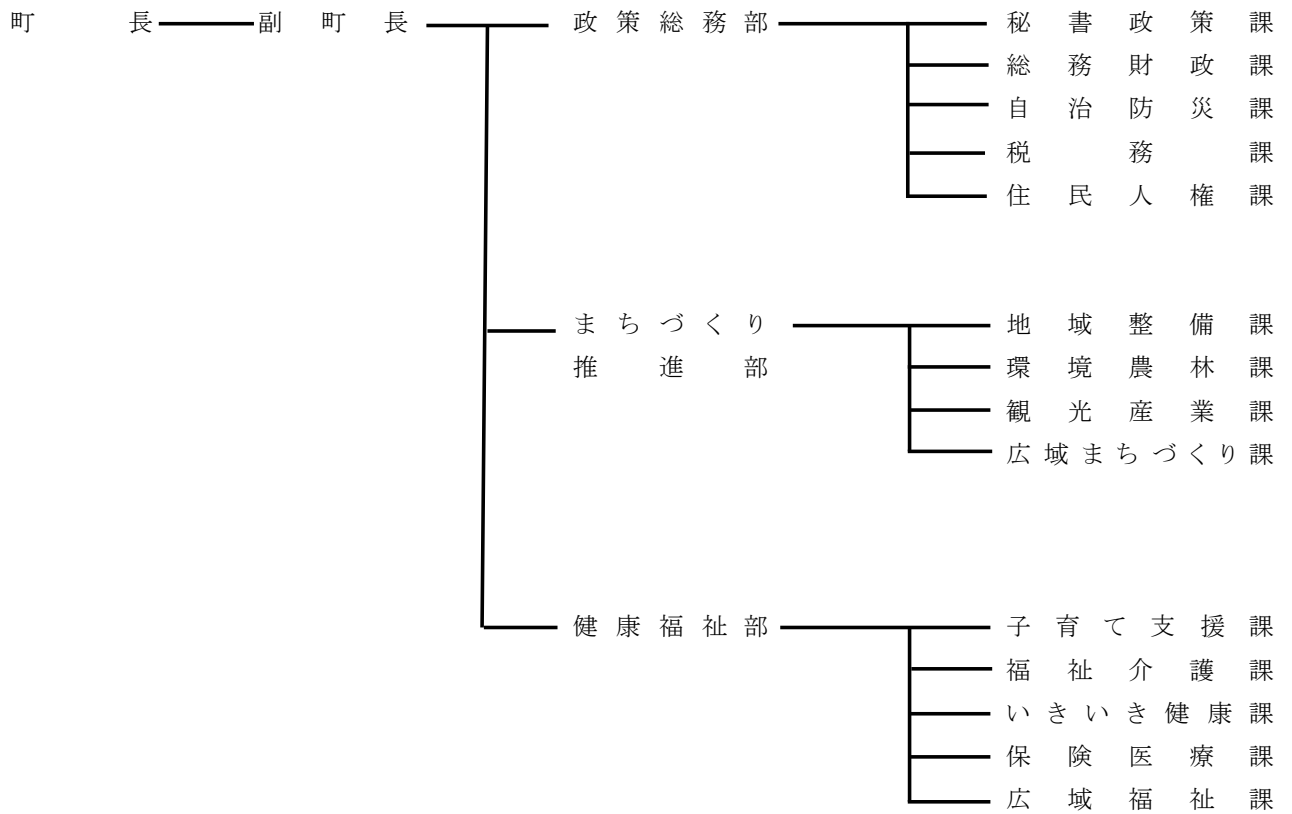 町長 副町長 政策総務部 秘書政策課
総務財政課
自治防災課
税務課
住民人権課
まちづくり 地域整備課
推進部 環境農林課
観光産業課
広域まちづくり課
健康福祉部 子育て支援課
福祉介護課
いきいき健康課
保険医療課
広域福祉課